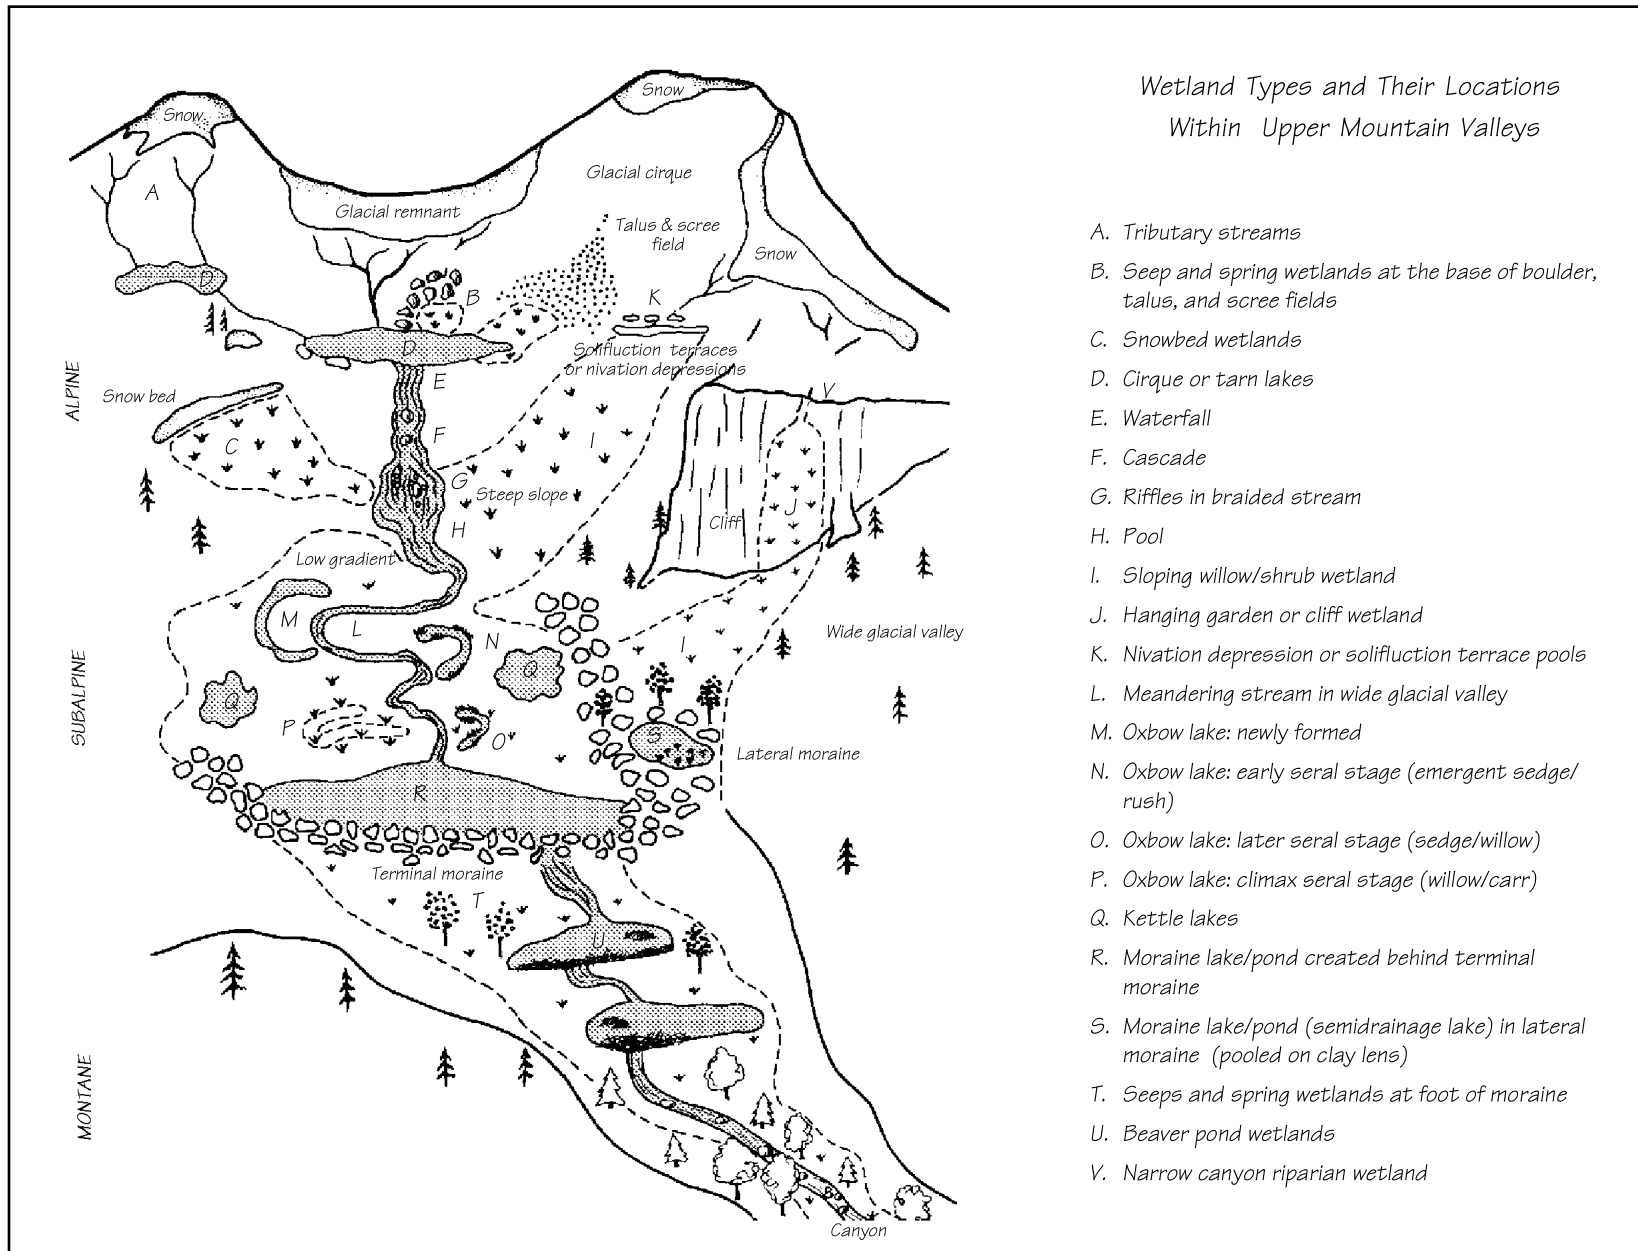 Wetland Types and Their Locations
Within Upper Mountain Valleys
Snow
Snow
Glacial cirque
A
Glacial remnant
Talus & scree
field
Snow
D
B
K
D
Solifluction terraces
or nivation depressions
E
ALPINE
Snow bed
V
F
I
C
G
Steep slope
J
Cliff
H
Low gradient
M
L
N
Wide glacial valley
I
Q
Q
SUBALPINE
P
O
S
Lateral moraine
R
Terminal moraine
T
U
MONTANE
Canyon
A. Tributary streams
B. Seep and spring wetlands at the base of boulder,
talus, and scree fields
C. Snowbed wetlands
D. Cirque or tarn lakes
E. Waterfall
F. Cascade
G. Riffles in braided stream
H. Pool
I. Sloping willow/shrub wetland
J. Hanging garden or cliff wetland
K. Nivation depression or solifluction terrace pools
L. Meandering stream in wide glacial valley
M. Oxbow lake: newly formed
N. Oxbow lake: early seral stage (emergent sedge/
rush)
O. Oxbow lake: later seral stage (sedge/willow)
P. Oxbow lake: climax seral stage (willow/carr)
Q. Kettle lakes
R. Moraine lake/pond created behind terminal
moraine
S. Moraine lake/pond (semidrainage lake) in lateral
moraine (pooled on clay lens)
T. Seeps and spring wetlands at foot of moraine
U. Beaver pond wetlands
V. Narrow canyon riparian wetland